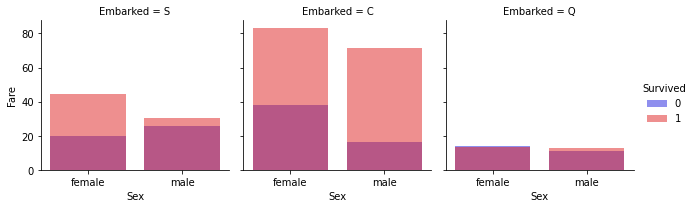 Embarked = S
Embarked = C
Embarked = Q
Fare
80
60
40
20
0
female
male
Sex
female
male
Sex
female
male
Sex
Survived
0
1